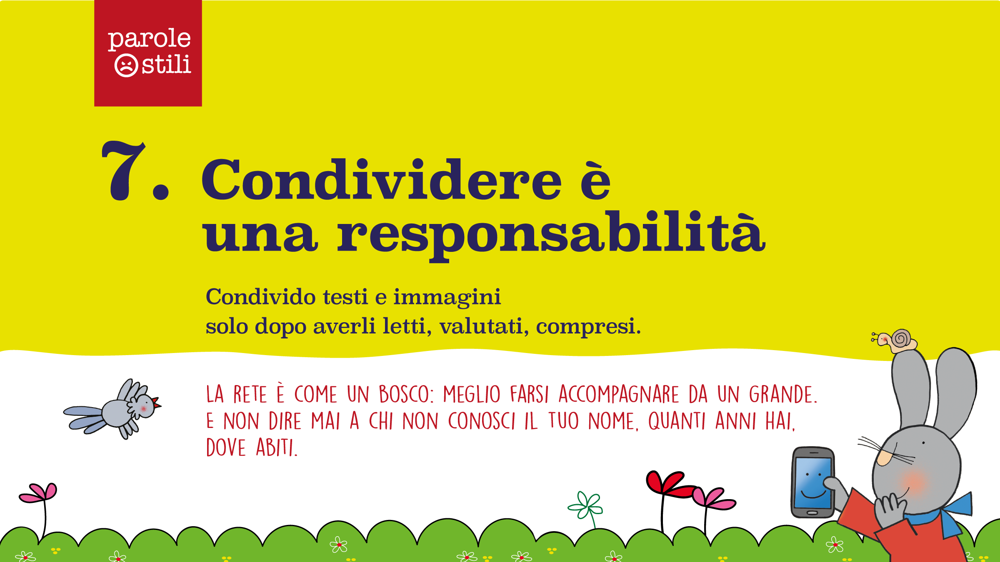 parole
ostili
7. Condividere è
una responsabilità
Condivido testi e immagini
solo dopo averli letti, valutati, compresi.
LA RETE È COME UN BOSCO: MEGLIO FARSI ACCOMPAGNARE DA UN GRANDE.
E NON DIRE MAI A CHI NON CONOSCI IL TUO NOME, QUANTI ANNI HAI,
DOVE ABITI.